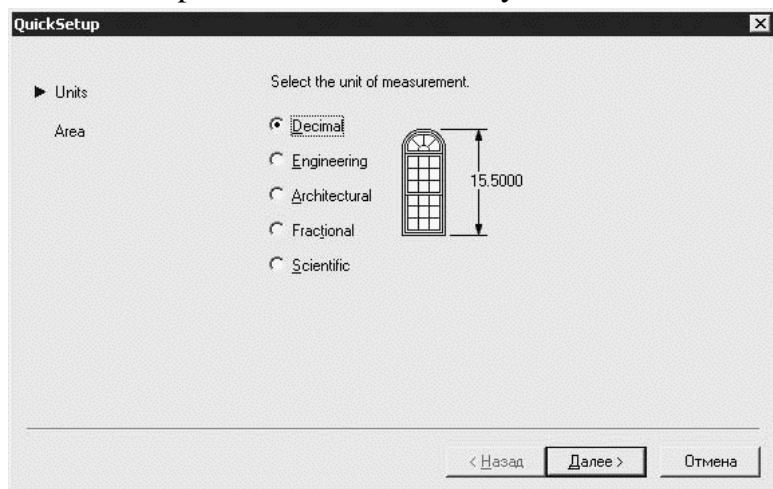 QuickSetup
Units
Area
Select the unit of measurement.
Decimal
Engineering
Architectural
Fractional
Scientific
15.5000
< Назад
Далее >
Отмена